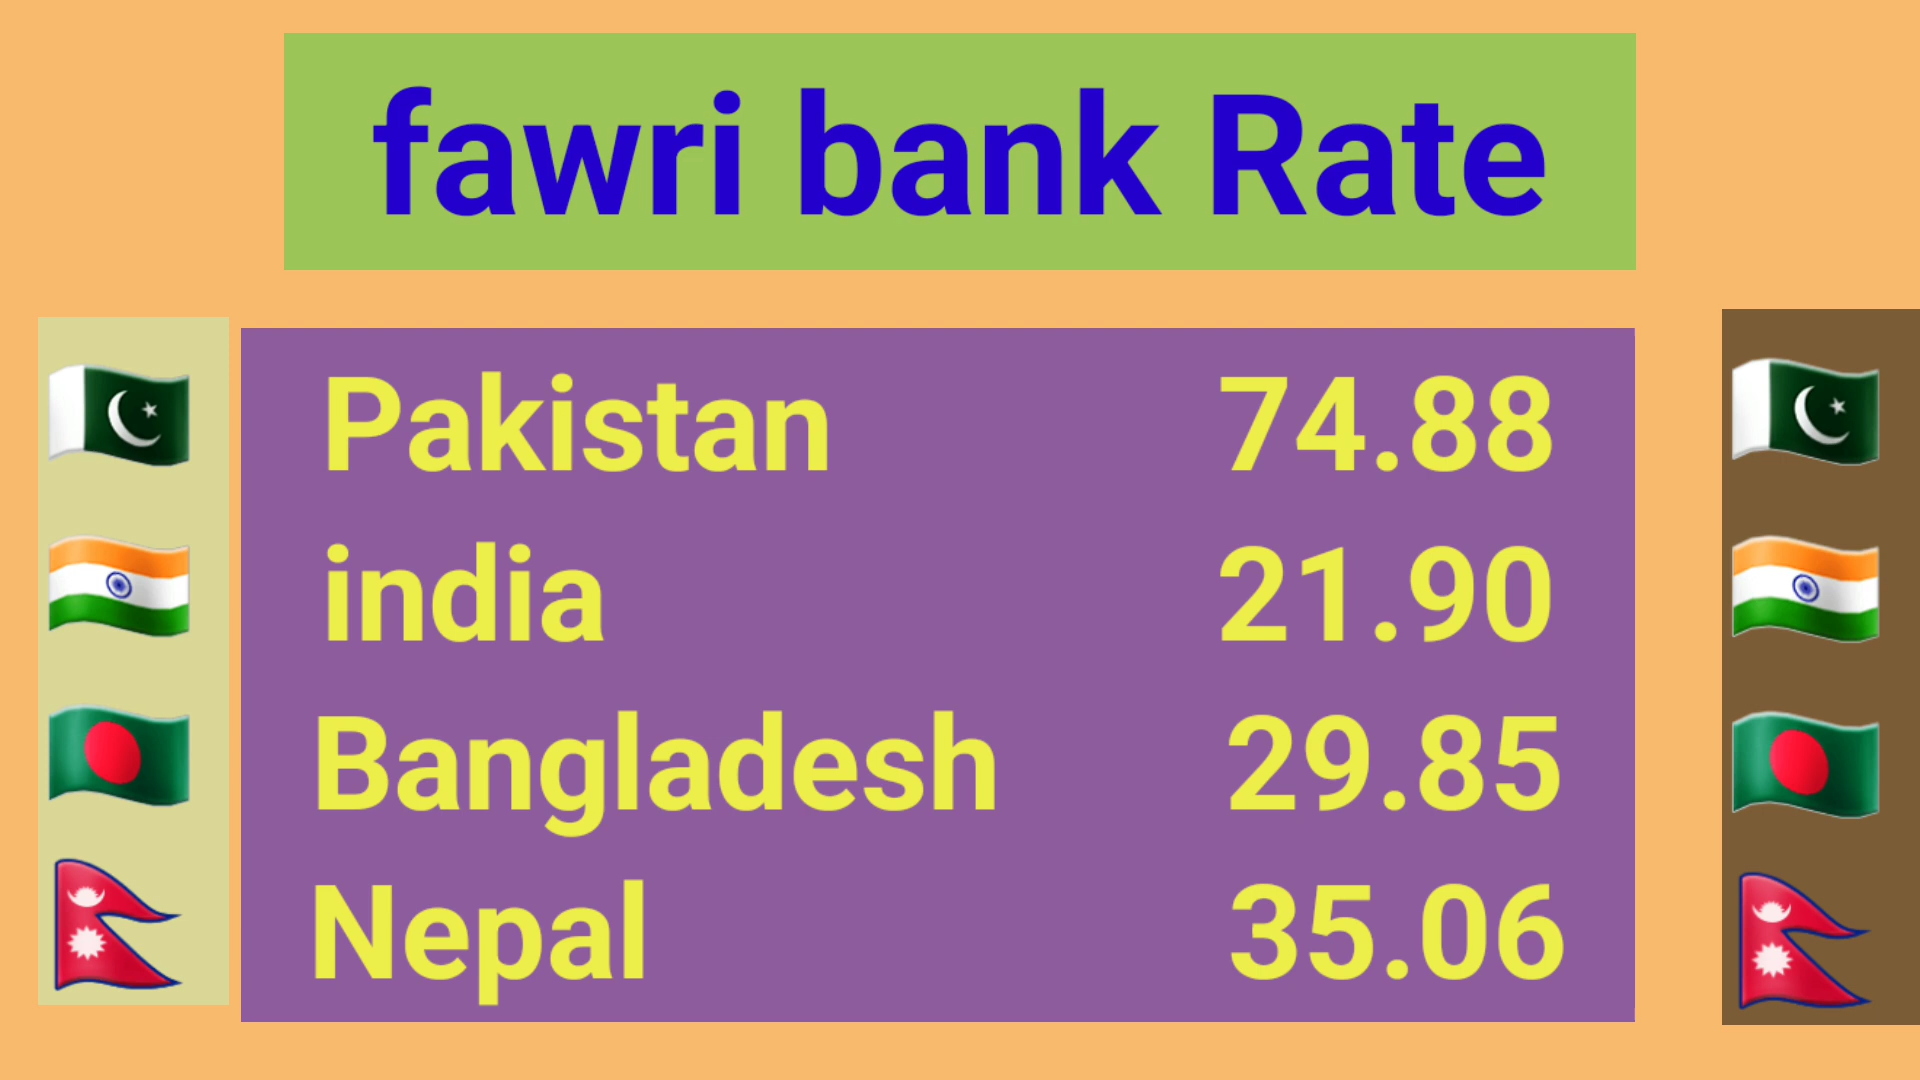 fawri bank Rate
Pakistan 74.88
india 21.90
Bangladesh 29.85
Nepal 35.06